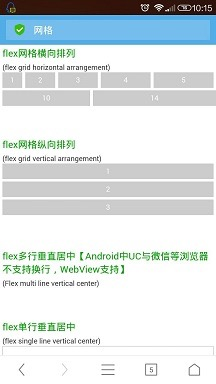 10:15
网格
flex网格横向排列
(flex grid horizontal arrangement)
1 2 3 4 5
10 14
flex网格纵向排列
(flex grid vertical arrangement)
1
2
3
flex多行垂直居中【Android中UC与微信等浏览器
不支持换行，WebView支持】
(Flex multi line vertical center)
flex单行垂直居中
(flex single line vertical center)
5